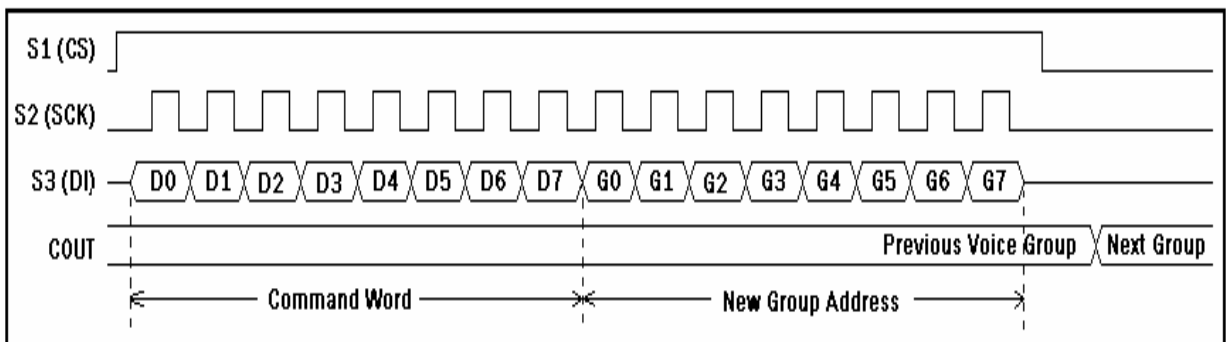 S1 (CS)
S2 (SCK)
S3 (DI) D0 D1 D2 D3 D4 D5 D6 D7 G0 G1 G2 G3 G4 G5 G6 G7
COUT Previous Voice Group Next Group
Command Word New Group Address